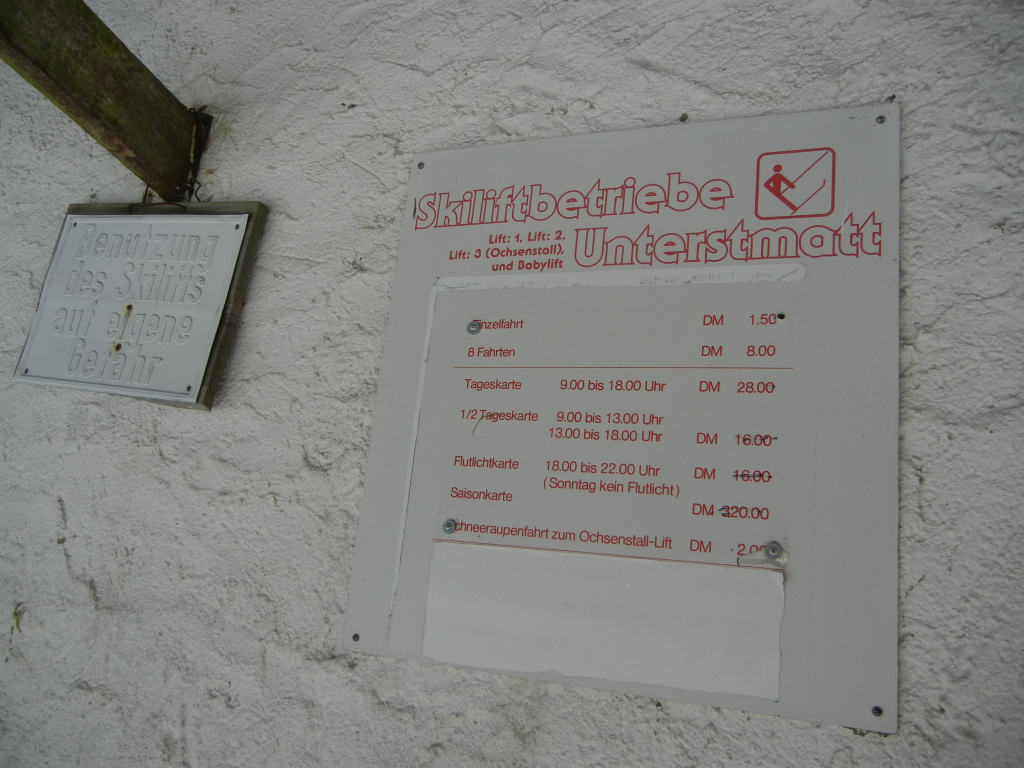 Benutzung
des Skilifts
auf eigene
Gefahr
Skiliftbetriebe
Lift: 1, Lift: 2,
Lift: 3 (Ochsenstall),
und Babylift
Unterstmatt
Einzelfahrt DM 1.50
8 Fahrten DM 8.00
Tageskarte 9.00 bis 18.00 Uhr DM 28.00
1/2 Tageskarte 9.00 bis 13.00 Uhr
13.00 bis 18.00 Uhr DM 16.00
Flutlichtkarte 18.00 bis 22.00 Uhr DM 16.00
(Sonntag kein Flutlicht)
Saisonkarte DM 320.00
Schneeraupenfahrt zum Ochsenstall-Lift DM 2.00